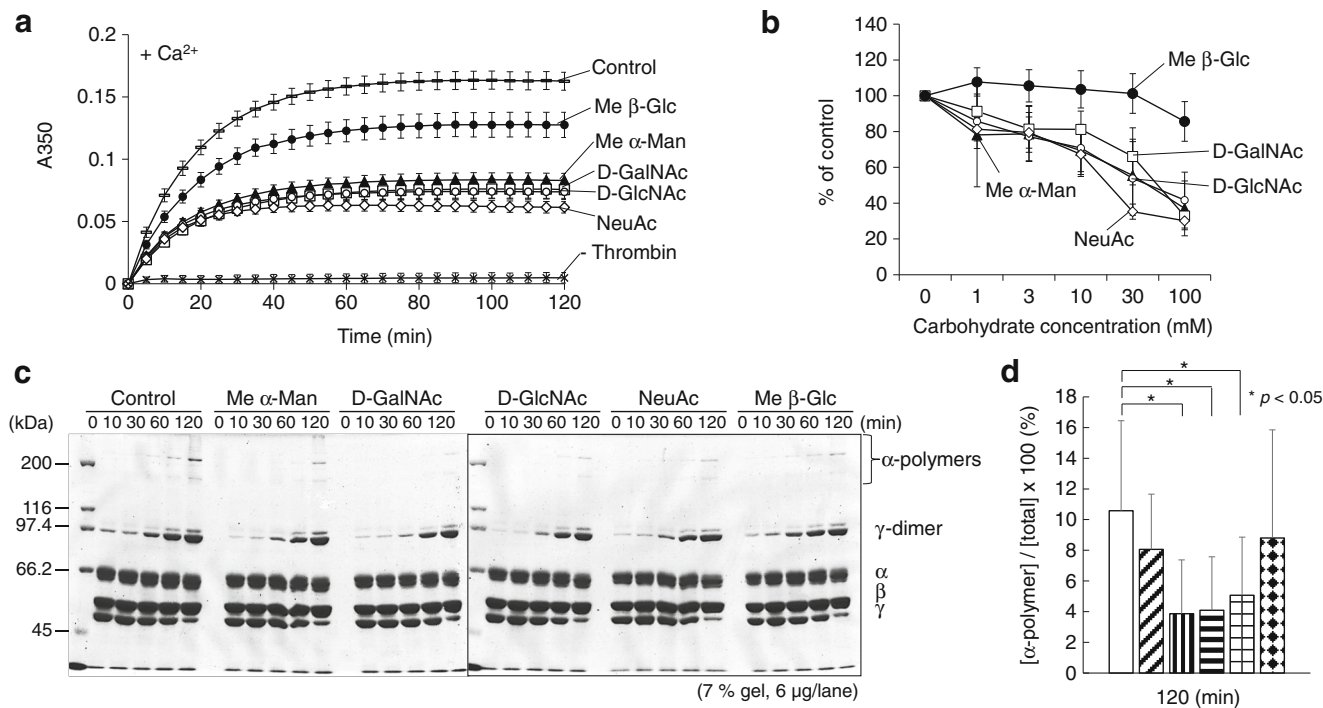 a
+ Ca²⁺
A350
0.2
0.15
0.1
0.05
0
0 20 40 60 80 100 120
Time (min)
Control
Me β-Glc
Me α-Man
D-GalNAc
D-GlcNAc
NeuAc
- Thrombin
b
% of control
140
120
100
80
60
40
20
0
0 1 3 10 30 100
Carbohydrate concentration (mM)
Me β-Glc
D-GalNAc
D-GlcNAc
Me α-Man
NeuAc
c
Control Me α-Man D-GalNAc D-GlcNAc NeuAc Me β-Glc
(kDa) 0 10 30 60 120 0 10 30 60 120 0 10 30 60 120 0 10 30 60 120 0 10 30 60 120 0 10 30 60 120 (min)
200
116
97.4
66.2
45
α-polymers
γ-dimer
α
β
γ
(7 % gel, 6 µg/lane)
d
[α-polymer] / [total] x 100 (%)
18
16
14
12
10
8
6
4
2
0
*
*
*
* p < 0.05
120 (min)